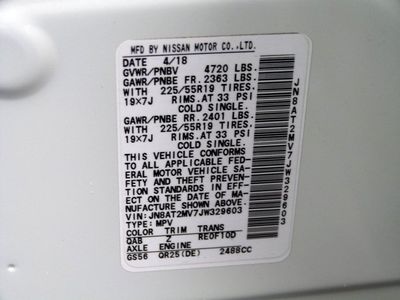 MFD BY NISSAN MOTOR CO.,LTD.
DATE 4/18
GVWR/PNBV 4720 LBS.
GAWR/PNBE FR. 2363 LBS.
WITH 225/55R19 TIRES.
19×7J RIMS.AT 33 PSI
COLD SINGLE.
GAWR/PNBE RR. 2401 LBS.
WITH 225/55R19 TIRES.
19×7J RIMS.AT 33 PSI
COLD SINGLE.
THIS VEHICLE CONFORMS
TO ALL APPLICABLE FED-
ERAL MOTOR VEHICLE SA-
FETY AND THEFT PREVEN-
TION STANDARDS IN EFF-
ECT ON THE DATE OF MA-
NUFACTURE SHOWN ABOVE.
VIN: JN8AT2MV7JW329603
TYPE: MPV
COLOR TRIM TRANS
QAB Z RE0F10D
AXLE ENGINE
GS56 QR25(DE) 2488CC
JN8AT2MV7JW329603